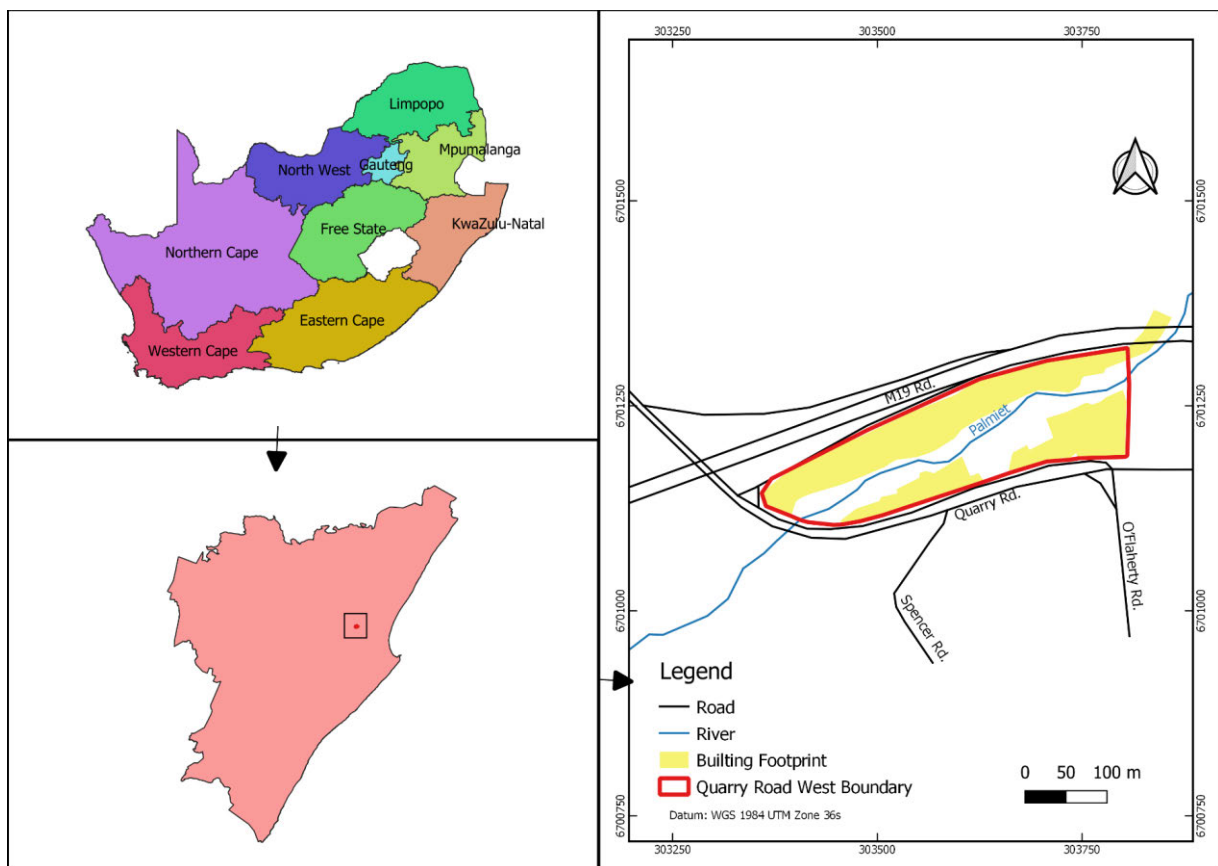 Limpopo
Mpumalanga
North West
Gauteng
Free State
KwaZulu-Natal
Northern Cape
Eastern Cape
Western Cape
303250
303500
303750
6701500
6701500
M19 Rd.
6701250
6701250
Palmiet
Quarry Rd.
O'Flaherty Rd.
6701000
6701000
Spencer Rd.
Legend
Road
River
Builting Footprint
Quarry Road West Boundary
0 50 100 m
Datum: WGS 1984 UTM Zone 36s
6700750
6700750
303250
303500
303750